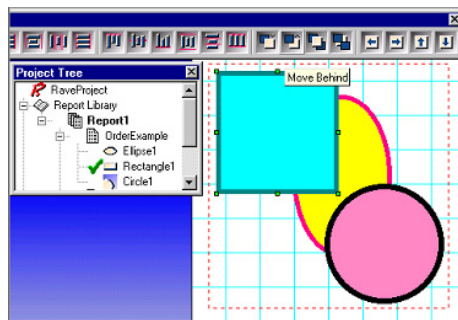 Project Tree
RaveProject
Report Library
Report1
OrderExample
Ellipse1
Rectangle1
Circle1
Move Behind